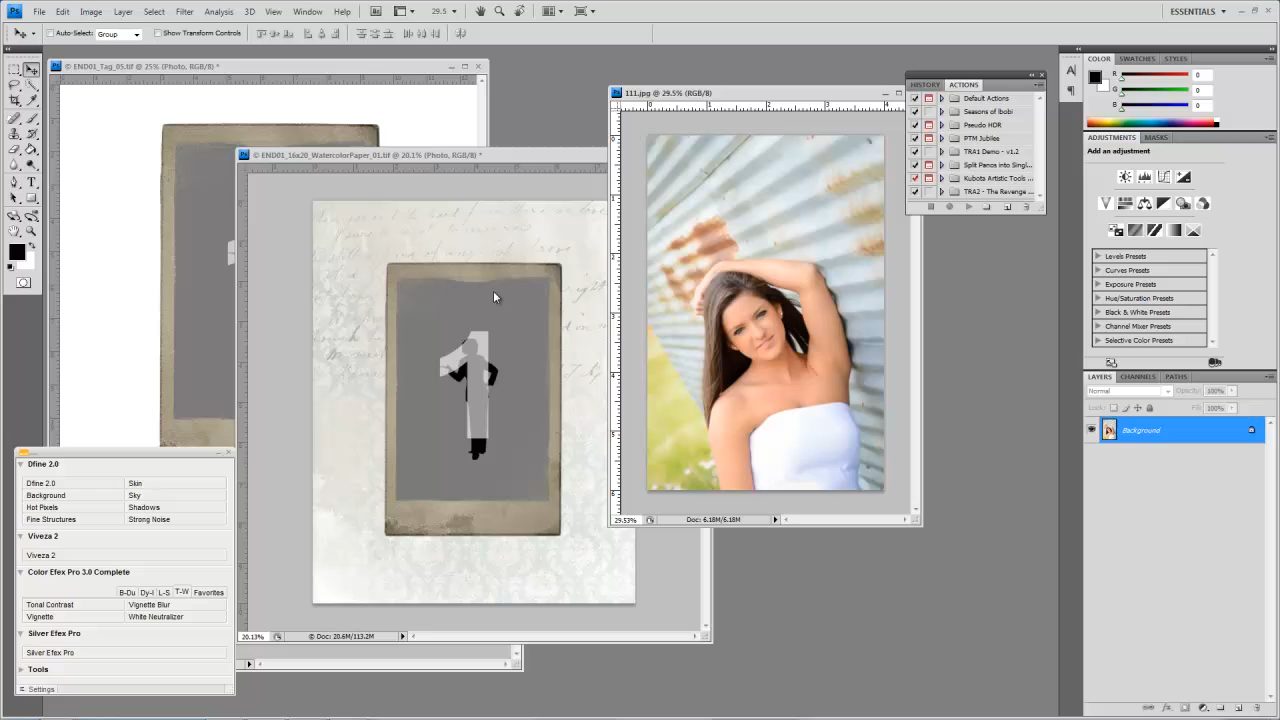 Ps File Edit Image Layer Select Filter Analysis 3D View Window Help Br 29.5 ESSENTIALS
Auto-Select: Group Show Transform Controls
© END01_Tag_05.tif @ 25% (Photo, RGB/8) *
© END01_16x20_WatercolorPaper_01.tif @ 20.1% (Photo, RGB/8) *
111.jpg @ 29.5% (RGB/8)
0 1 2 3 4
HISTORY ACTIONS
Default Actions
Seasons of Ibobi
Pseudo HDR
PTM Jubilee
TRA1 Demo - v1.2
Split Panos into Singl...
Kubota Artistic Tools ...
TRA2 - The Revenge ...
COLOR SWATCHES STYLES
R 0
G 0
B 0
ADJUSTMENTS MASKS
Add an adjustment
Levels Presets
Curves Presets
Exposure Presets
Hue/Saturation Presets
Black & White Presets
Channel Mixer Presets
Selective Color Presets
LAYERS CHANNELS PATHS
Normal Opacity: 100%
Lock: Fill: 100%
Background
Dfine 2.0
Dfine 2.0 Skin
Background Sky
Hot Pixels Shadows
Fine Structures Strong Noise
Viveza 2
Viveza 2
Color Efex Pro 3.0 Complete
B-Du Dy-I L-S T-W Favorites
Tonal Contrast Vignette Blur
Vignette White Neutralizer
Silver Efex Pro
Silver Efex Pro
Tools
Settings
29.53% Doc: 6.18M/6.18M
20.13% © Doc: 20.6M/113.2M